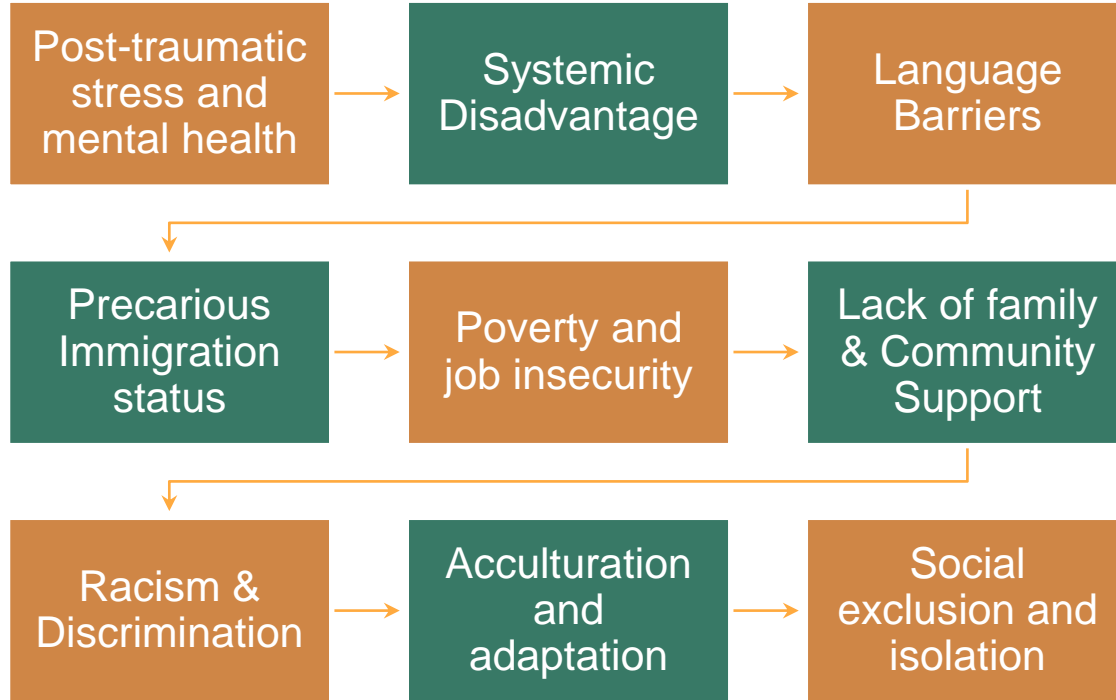 Post-traumatic
stress and
mental health
Systemic
Disadvantage
Language
Barriers
Precarious
Immigration
status
Poverty and
job insecurity
Lack of family
& Community
Support
Racism &
Discrimination
Acculturation
and
adaptation
Social
exclusion and
isolation